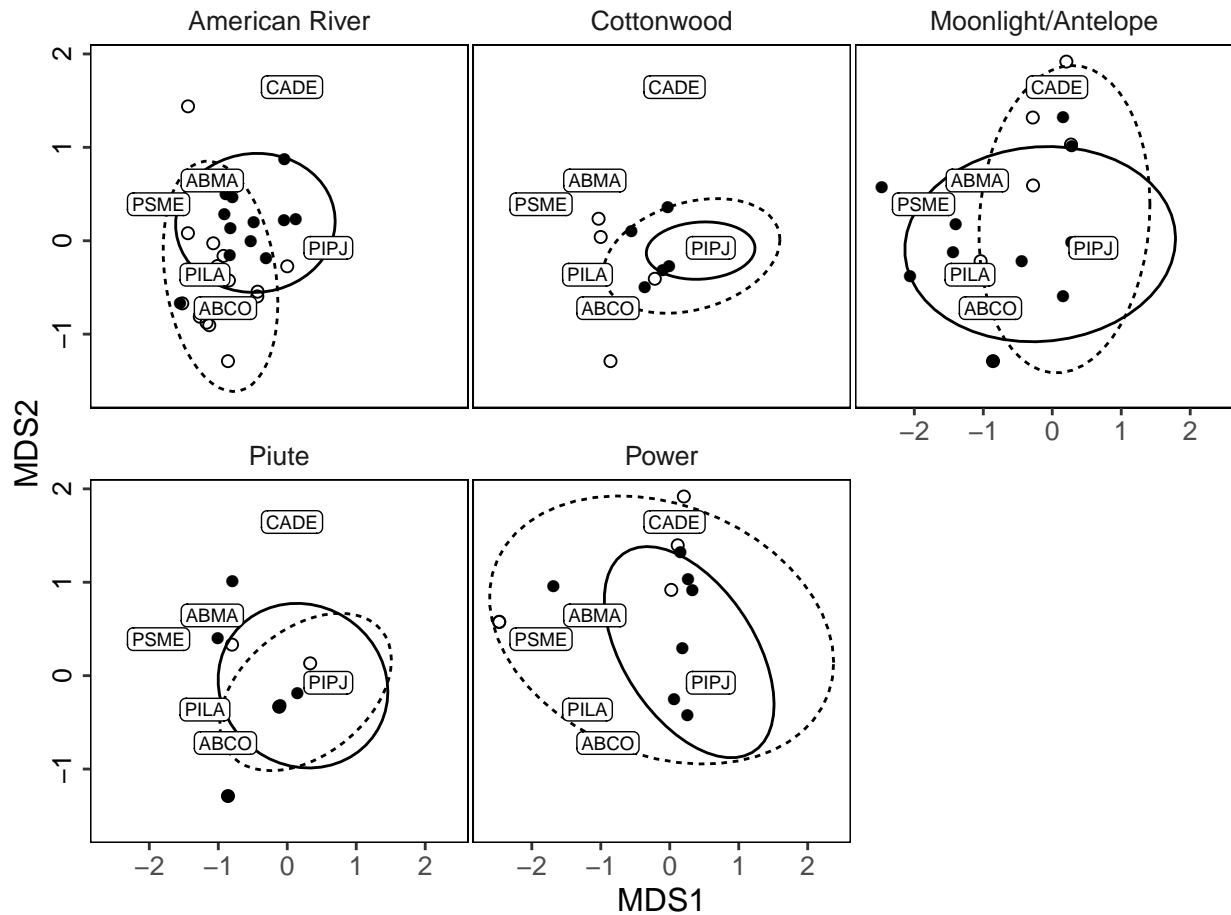 American River
Cottonwood
Moonlight/Antelope
2
1
0
−1
CADE
ABMA
PSME
PIPJ
PILA
ABCO
CADE
ABMA
PSME
PIPJ
PILA
ABCO
CADE
ABMA
PSME
PIPJ
PILA
ABCO
−2 −1 0 1 2
MDS2
Piute
Power
2
1
0
−1
CADE
ABMA
PSME
PIPJ
PILA
ABCO
CADE
ABMA
PSME
PIPJ
PILA
ABCO
−2 −1 0 1 2
−2 −1 0 1 2
MDS1